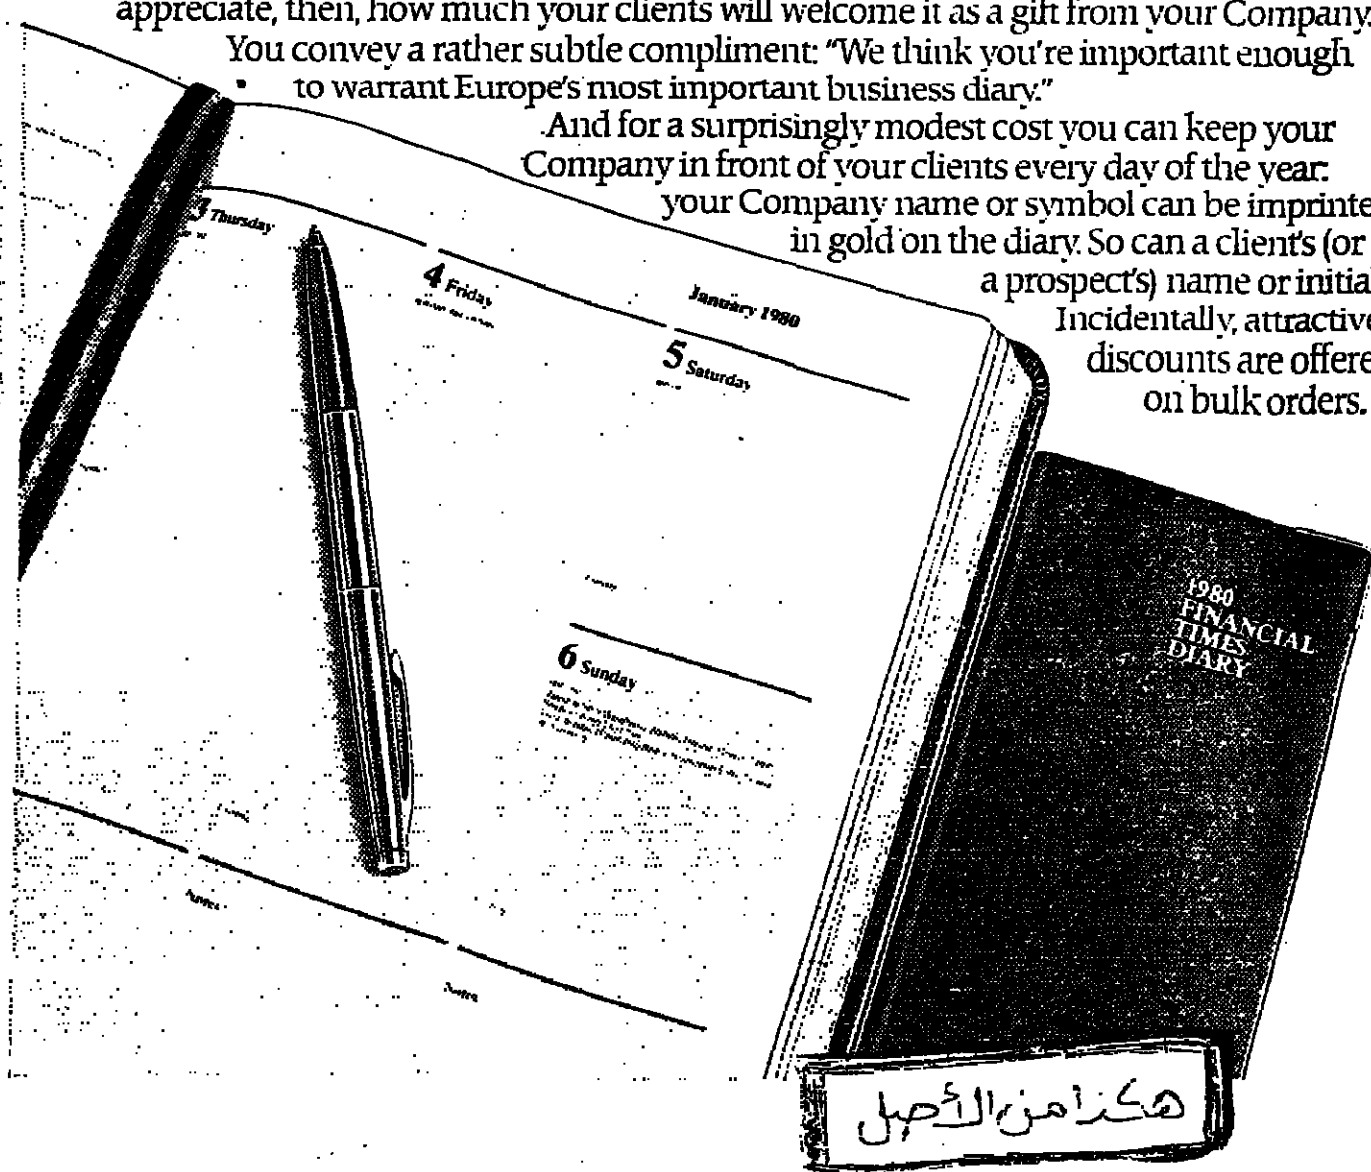 appreciate, then, how much your clients will welcome it as a gift from your Company.
You convey a rather subtle compliment: “We think you're important enough
to warrant Europe's most important business diary.”
And for a surprisingly modest cost you can keep your
Company in front of your clients every day of the year:
your Company name or symbol can be imprinte
in gold on the diary. So can a client's (or
a prospect's) name or initia
Incidentally, attractive
discounts are offere
on bulk orders.
3 Thursday
4 Friday
January 1980
5 Saturday
6 Sunday
Notes
Notes
1980
FINANCIAL
TIMES
DIARY
هكذا من الأصل